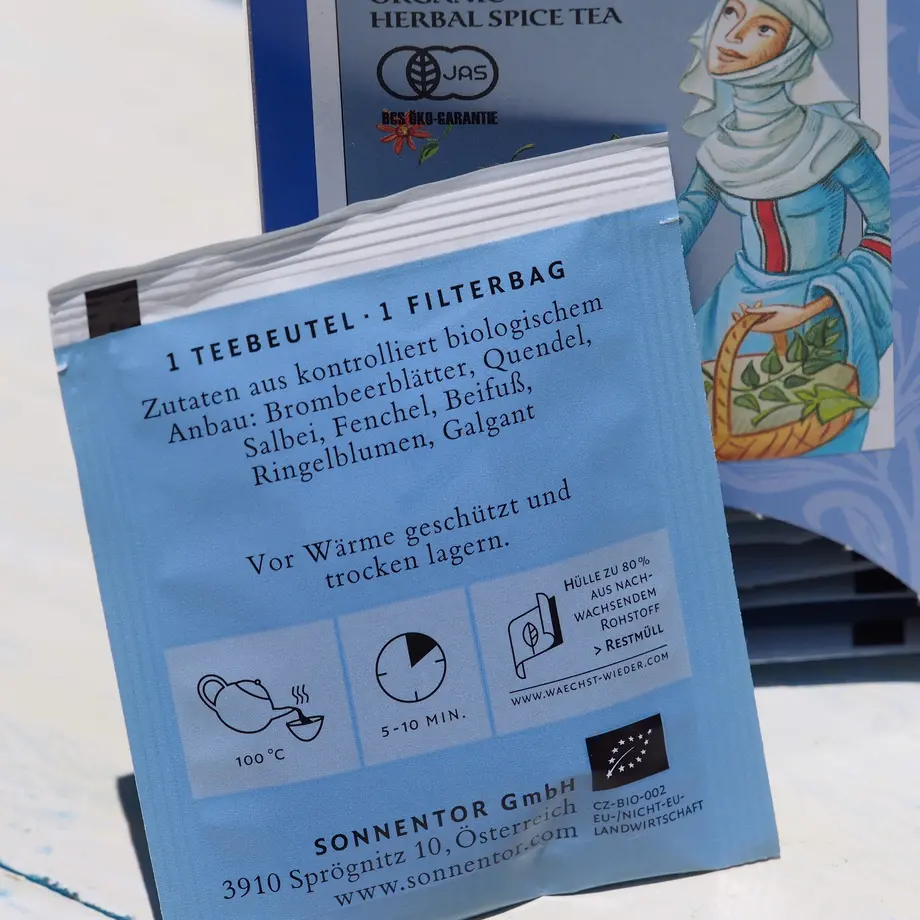 HERBAL SPICE TEA
JAS
BCS ÖKO-GARANTIE
1 TEEBEUTEL · 1 FILTERBAG
Zutaten aus kontrolliert biologischem
Anbau: Brombeerblätter, Quendel,
Salbei, Fenchel, Beifuß,
Ringelblumen, Galgant
Vor Wärme geschützt und
trocken lagern.
100 °C
5-10 MIN.
HÜLLE ZU 80%
AUS NACH-
WACHSENDEM
ROHSTOFF
> RESTMÜLL
WWW.WAECHST-WIEDER.COM
SONNENTOR GmbH
3910 Sprögnitz 10, Österreich
www.sonnentor.com
CZ-BIO-002
EU-/NICHT-EU-
LANDWIRTSCHAFT